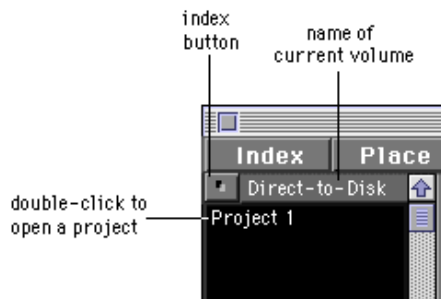 index
button
name of
current volume
Index
Place
Direct-to-Disk
double-click to
open a project
Project 1